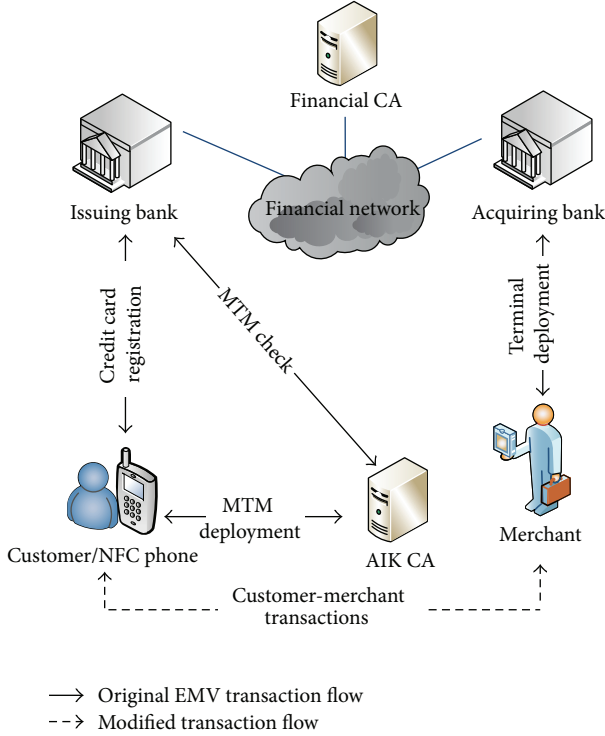 Financial CA
Issuing bank
Financial network
Acquiring bank
Credit card
registration
MTM check
Terminal
deployment
MTM
deployment
Customer/NFC phone
AIK CA
Merchant
Customer-merchant
transactions
Original EMV transaction flow
Modified transaction flow